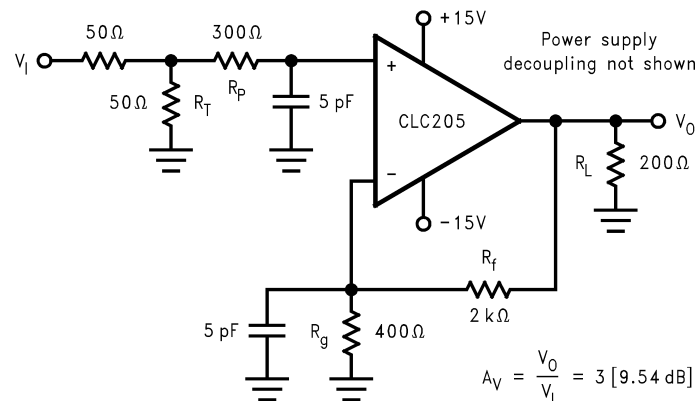 +15V
50Ω
300Ω
Power supply
decoupling not shown
V_I
R_P
50Ω
R_T
5 pF
+
CLC205
V_O
−
R_L
200Ω
−15V
R_f
2 kΩ
5 pF
R_g
400Ω
A_V = V_O / V_I = 3 [9.54 dB]